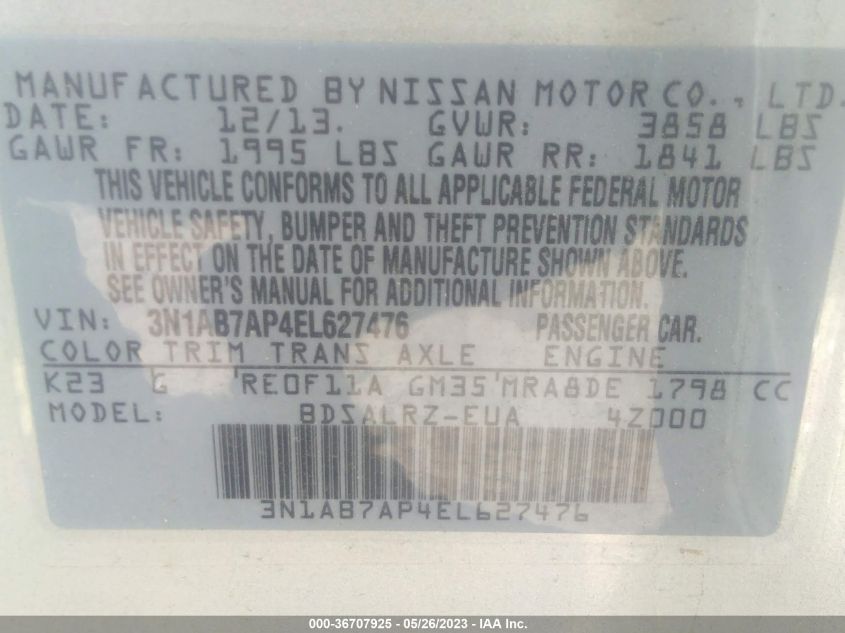 MANUFACTURED BY NISSAN MOTOR CO., LTD.
DATE: 12/13. GVWR: 3858 LBS
GAWR FR: 1995 LBS GAWR RR: 1841 LBS
THIS VEHICLE CONFORMS TO ALL APPLICABLE FEDERAL MOTOR
VEHICLE SAFETY, BUMPER AND THEFT PREVENTION STANDARDS
IN EFFECT ON THE DATE OF MANUFACTURE SHOWN ABOVE.
SEE OWNER'S MANUAL FOR ADDITIONAL INFORMATION.
VIN: 3N1AB7AP4EL627476 PASSENGER CAR.
COLOR TRIM TRANS AXLE ENGINE
K23 G RE0F11A GM35 MRA8DE 1798 CC
MODEL: BDSALRZ-EUA 4Z000
3N1AB7AP4EL627476
000-36707925 - 05/26/2023 - IAA Inc.